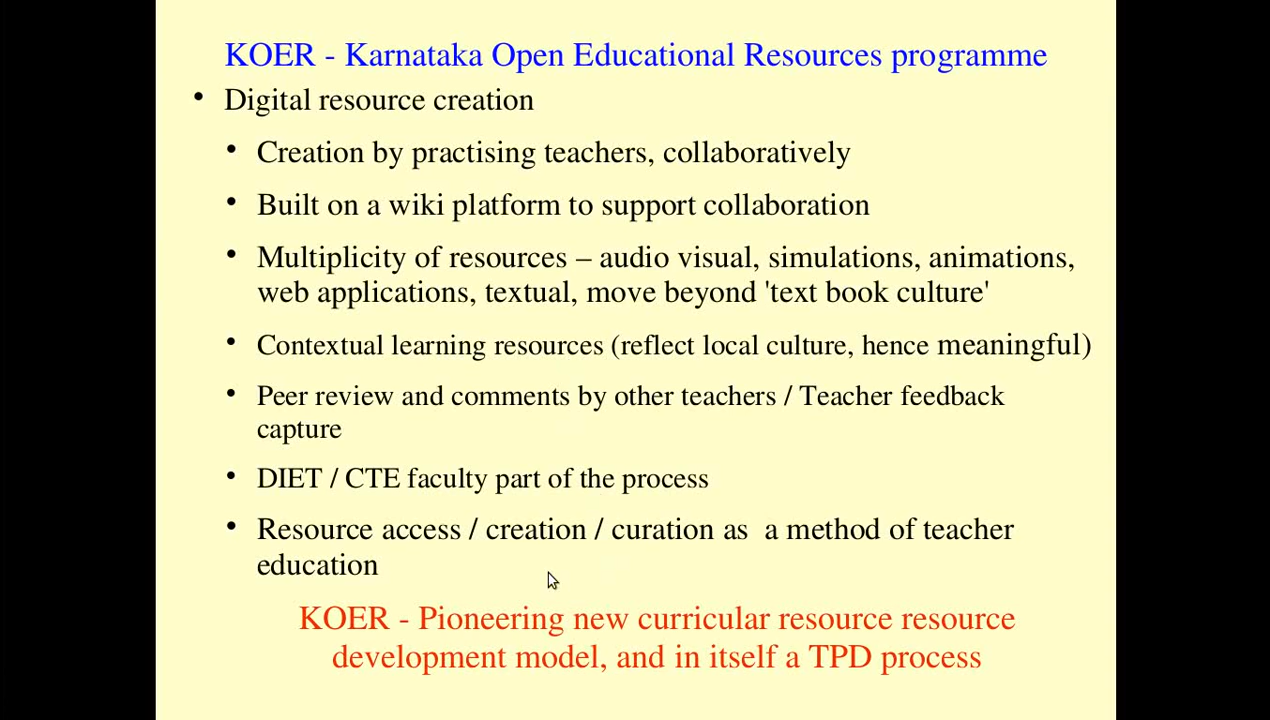 KOER - Karnataka Open Educational Resources programme
• Digital resource creation
• Creation by practising teachers, collaboratively
• Built on a wiki platform to support collaboration
• Multiplicity of resources – audio visual, simulations, animations,
web applications, textual, move beyond 'text book culture'
• Contextual learning resources (reflect local culture, hence meaningful)
• Peer review and comments by other teachers / Teacher feedback
capture
• DIET / CTE faculty part of the process
• Resource access / creation / curation as  a method of teacher
education
KOER - Pioneering new curricular resource resource
development model, and in itself a TPD process